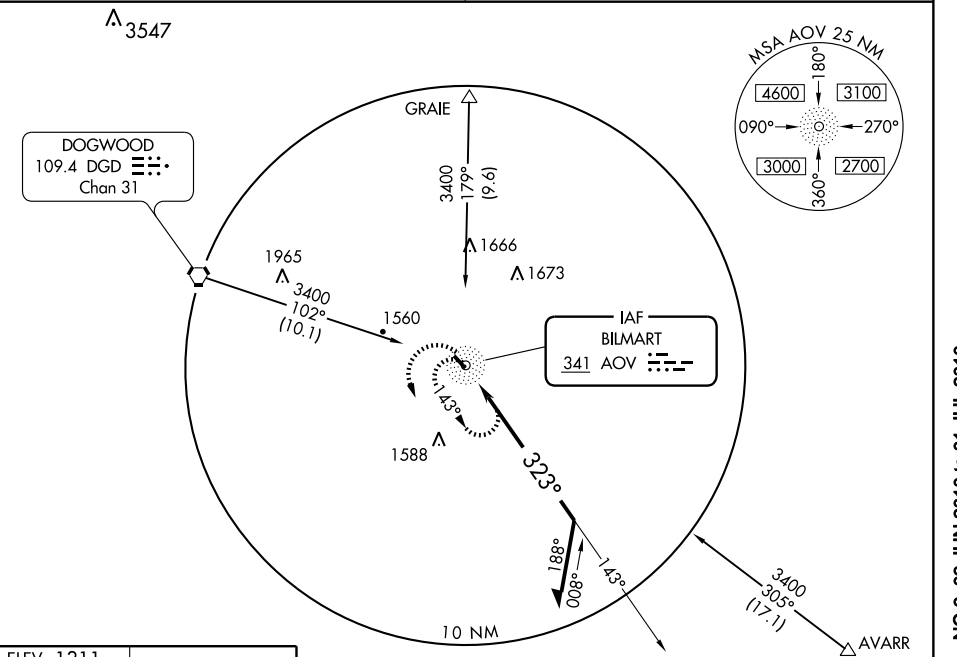 3547
MSA AOV 25 NM
180°
4600
3100
090°
270°
3000
2700
360°
GRAIE
DOGWOOD
109.4 DGD
Chan 31
3400
179°
(9.6)
1666
1965
1673
3400
102°
(10.1)
1560
IAF
BILMART
341 AOV
143°
1588
323°
188°
008°
143°
3400
305°
(17.1)
10 NM
AVARR
ELEV 1311